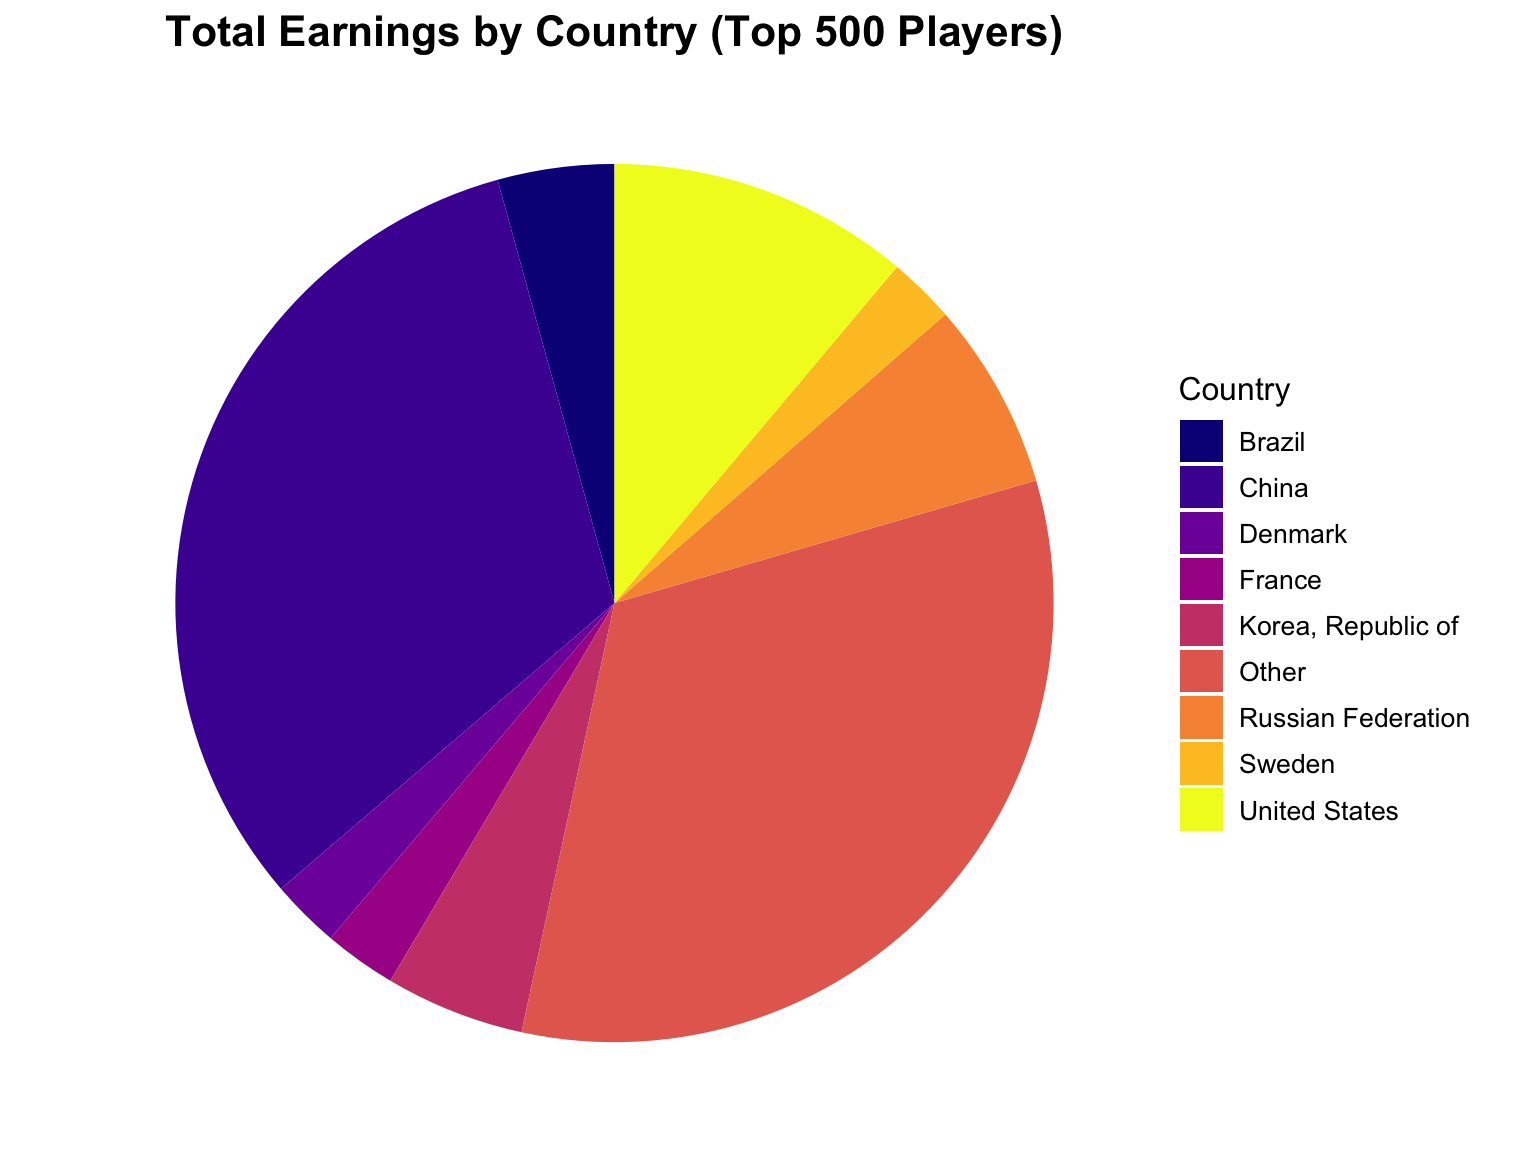 Total Earnings by Country (Top 500 Players)
Country
Brazil
China
Denmark
France
Korea, Republic of
Other
Russian Federation
Sweden
United States